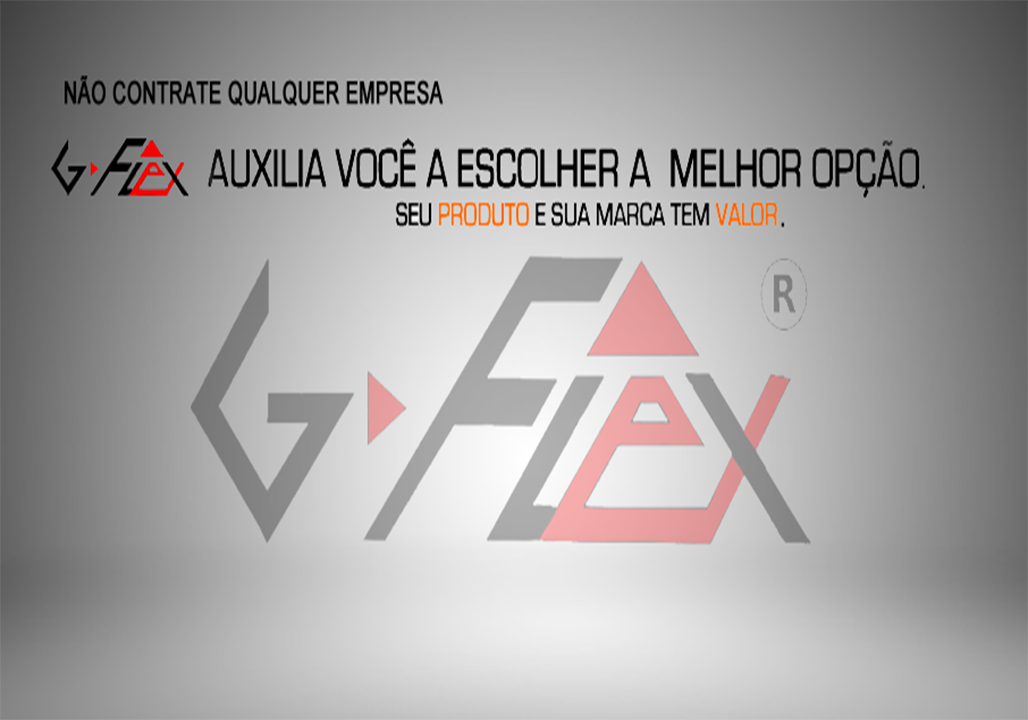 NÃO CONTRATE QUALQUER EMPRESA
G-FLEX AUXILIA VOCÊ A ESCOLHER A MELHOR OPÇÃO.
SEU PRODUTO E SUA MARCA TEM VALOR.
G-FLEX ®